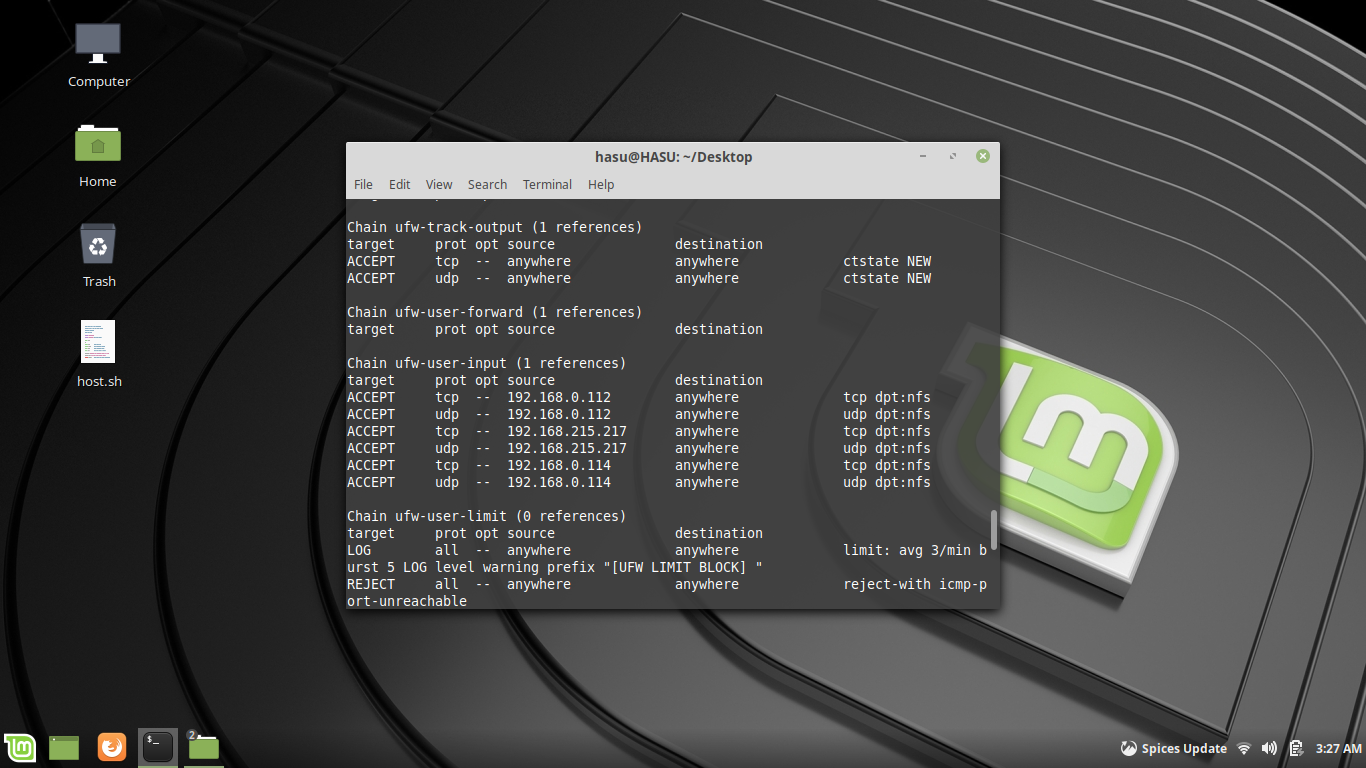 Computer
Home
Trash
host.sh
hasu@HASU: ~/Desktop
File Edit View Search Terminal Help
Chain ufw-track-output (1 references)
target     prot opt source               destination
ACCEPT     tcp  --  anywhere             anywhere             ctstate NEW
ACCEPT     udp  --  anywhere             anywhere             ctstate NEW
Chain ufw-user-forward (1 references)
target     prot opt source               destination
Chain ufw-user-input (1 references)
target     prot opt source               destination
ACCEPT     tcp  --  192.168.0.112        anywhere             tcp dpt:nfs
ACCEPT     udp  --  192.168.0.112        anywhere             udp dpt:nfs
ACCEPT     tcp  --  192.168.215.217      anywhere             tcp dpt:nfs
ACCEPT     udp  --  192.168.215.217      anywhere             udp dpt:nfs
ACCEPT     tcp  --  192.168.0.114        anywhere             tcp dpt:nfs
ACCEPT     udp  --  192.168.0.114        anywhere             udp dpt:nfs
Chain ufw-user-limit (0 references)
target     prot opt source               destination
LOG        all  --  anywhere             anywhere             limit: avg 3/min b
urst 5 LOG level warning prefix "[UFW LIMIT BLOCK] "
REJECT     all  --  anywhere             anywhere             reject-with icmp-p
ort-unreachable
2
Spices Update
3:27 AM